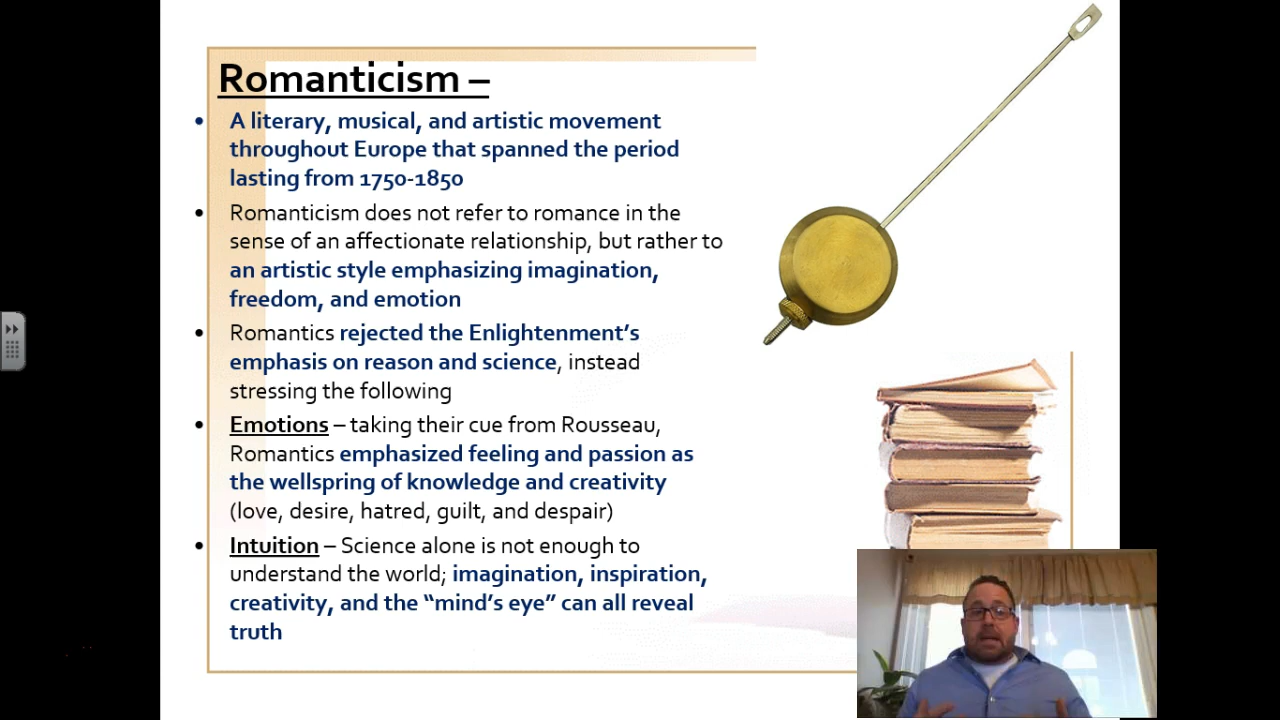 Romanticism –
• A literary, musical, and artistic movement
throughout Europe that spanned the period
lasting from 1750-1850
• Romanticism does not refer to romance in the
sense of an affectionate relationship, but rather to
an artistic style emphasizing imagination,
freedom, and emotion
• Romantics rejected the Enlightenment’s
emphasis on reason and science, instead
stressing the following
• Emotions – taking their cue from Rousseau,
Romantics emphasized feeling and passion as
the wellspring of knowledge and creativity
(love, desire, hatred, guilt, and despair)
• Intuition – Science alone is not enough to
understand the world; imagination, inspiration,
creativity, and the “mind’s eye” can all reveal
truth